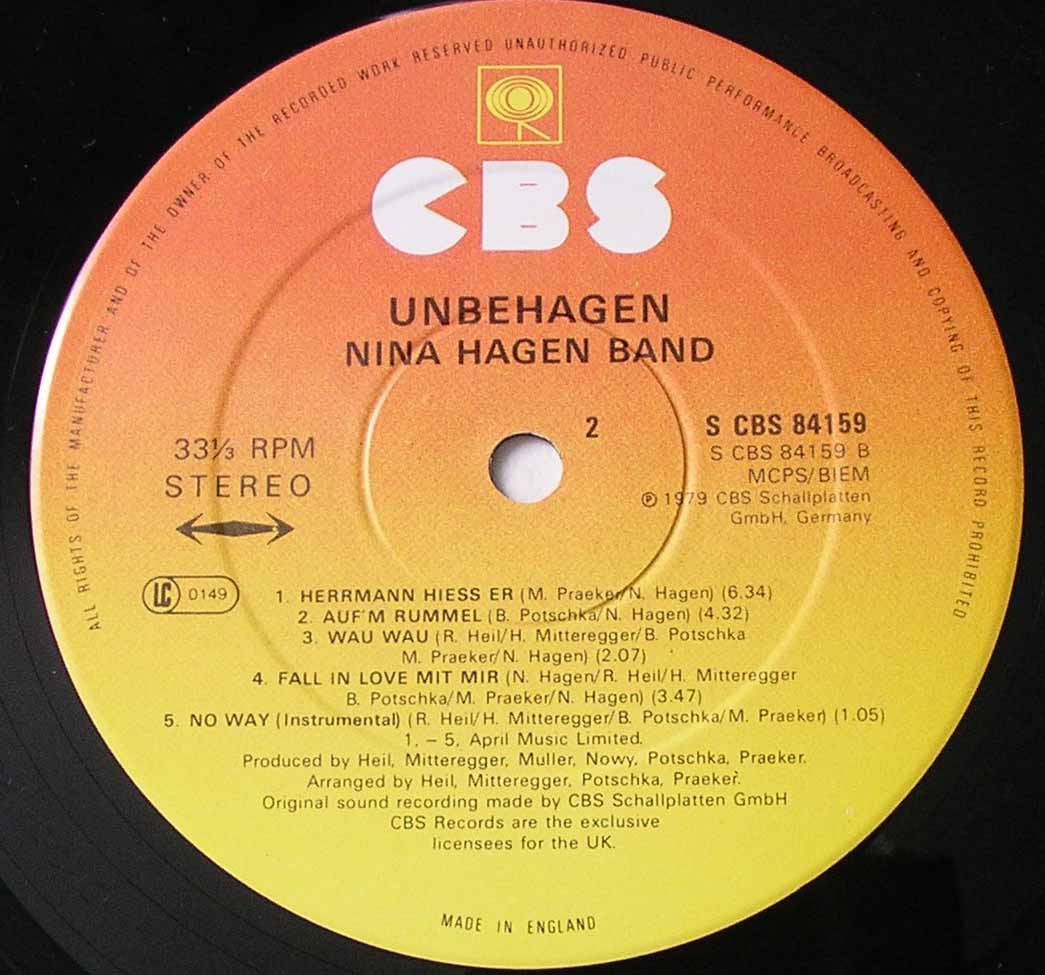 ALL RIGHTS OF THE MANUFACTURER AND OF THE OWNER OF THE RECORDED WORK RESERVED UNAUTHORIZED PUBLIC PERFORMANCE BROADCASTING AND COPYING OF THIS RECORD PROHIBITED
CBS
UNBEHAGEN
NINA HAGEN BAND
2
33⅓ RPM
STEREO
S CBS 84159
S CBS 84159 B
MCPS/BIEM
℗ 1979 CBS Schallplatten
GmbH, Germany
LC 0149
1. HERRMANN HIESS ER (M. Praeker/N. Hagen) (6.34)
2. AUF'M RUMMEL (B. Potschka/N. Hagen) (4.32)
3. WAU WAU (R. Heil/H. Mitteregger/B. Potschka
M. Praeker/N. Hagen) (2.07)
4. FALL IN LOVE MIT MIR (N. Hagen/R. Heil/H. Mitteregger
B. Potschka/M. Praeker/N. Hagen) (3.47)
5. NO WAY (Instrumental) (R. Heil/H. Mitteregger/B. Potschka/M. Praeker) (1.05)
1, – 5, April Music Limited.
Produced by Heil, Mitteregger, Muller, Nowy, Potschka, Praeker.
Arranged by Heil, Mitteregger, Potschka, Praeker.
Original sound recording made by CBS Schallplatten GmbH
CBS Records are the exclusive
licensees for the UK.
MADE IN ENGLAND